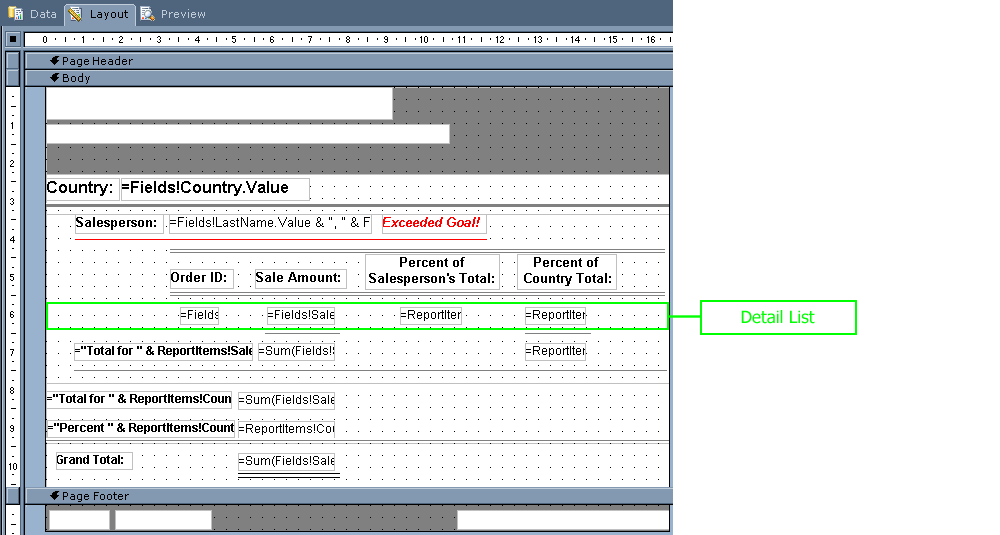 Data Layout Preview
0 1 2 3 4 5 6 7 8 9 10 11 12 13 14 15 16
Page Header
Body
1
2
Country: =Fields!Country.Value
3
Salesperson: =Fields!LastName.Value & ", " & F Exceeded Goal!
4
Percent of Percent of
5 Order ID: Sale Amount: Salesperson's Total: Country Total:
6 =Fields =Fields!Sale =ReportIter =ReportIter Detail List
7 ="Total for " & ReportItems!Sale =Sum(Fields!S =ReportIter
8 ="Total for " & ReportItems!Coun =Sum(Fields!Sale
9 ="Percent " & ReportItems!Count =ReportItems!Cou
10 Grand Total: =Sum(Fields!Sale
Page Footer